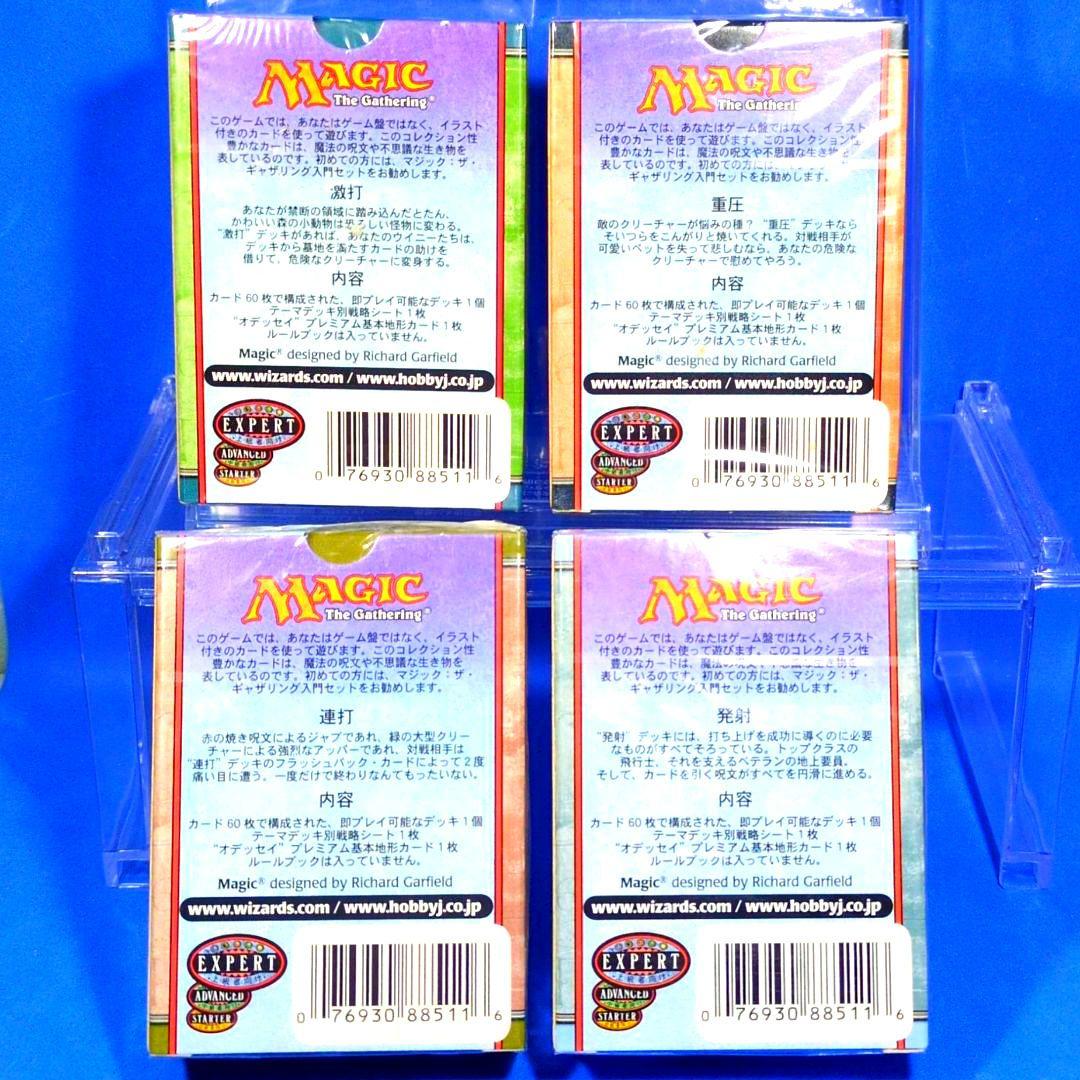 MAGIC
The Gathering®
このゲームでは、あなたはゲーム盤ではなく、イラスト
付きのカードを使って遊びます。このコレクション性
豊かなカードは、魔法の呪文や不思議な生き物を
表しているのです。初めての方には、マジック：ザ・
ギャザリング入門セットをお勧めします。
激打
あなたが禁断の領域に踏み込んだとたん、
かわいい森の小動物は恐ろしい怪物に変わる。
“激打” デッキがあれば、あなたのウイニーたちは、
デッキから墓地を満たすカードの助けを
借りて、危険なクリーチャーに変身する。
内容
カード 60 枚で構成された、即プレイ可能なデッキ 1 個
テーマデッキ別戦略シート 1 枚
“オデッセイ” プレミアム基本地形カード 1 枚
ルールブックは入っていません。
Magic® designed by Richard Garfield
www.wizards.com / www.hobbyj.co.jp
EXPERT
上級者向け
ADVANCED
STARTER
0 76930 88511 6
MAGIC
The Gathering
このゲームでは、あなたはゲーム盤ではなく、イラスト
付きのカードを使って遊びます。このコレクション性
豊かなカードは、魔法の呪文や不思議な生き物を
表しているのです。初めての方には、
ギャザリング入門セットをお勧めします。
重圧
敵のクリーチャーが悩みの種？ “重圧” デッキなら
そいつらをこんがりと焼いてくれる。対戦相手が
可愛いペットを失って悲しむなら、あなたの危険な
クリーチャーで慰めてやろう。
内容
カード 60 枚で構成された、即プレイ可能なデッキ 1 個
テーマデッキ別戦略シート 1 枚
“オデッセイ” プレミアム基本地形カード 1 枚
ルールブックは入っていません。
Magic® designed by Richard Garfield
www.wizards.com / www.hobbyj.co.jp
EXPERT
上級者向け
ADVANCED
STARTER
0 76930 88511 6
MAGIC
The Gathering®
このゲームでは、あなたはゲーム盤ではなく、イラスト
付きのカードを使って遊びます。このコレクション性
豊かなカードは、魔法の呪文や不思議な生き物を
表しているのです。初めての方には、マジック：ザ・
ギャザリング入門セットをお勧めします。
連打
赤の焼き呪文によるジャブであれ、緑の大型クリー
チャーによる強烈なアッパーであれ、対戦相手は
“連打” デッキのフラッシュバック・カードによって 2 度
痛い目に遭う。一度だけで終わりなんてもったいない。
内容
カード 60 枚で構成された、即プレイ可能なデッキ 1 個
テーマデッキ別戦略シート 1 枚
“オデッセイ” プレミアム基本地形カード 1 枚
ルールブックは入っていません。
Magic® designed by Richard Garfield
www.wizards.com / www.hobbyj.co.jp
EXPERT
上級者向け
ADVANCED
STARTER
0 76930 88511 6
MAGIC
The Gathering®
このゲームでは、あなたはゲーム盤ではなく、イラスト
付きのカードを使って遊びます。このコレクション性
豊かなカードは、魔法の呪文や不思議な生き物を
表しているのです。初めての方には、マジック：ザ・
ギャザリング入門セットをお勧めします。
発射
“発射” デッキには、打ち上げを成功に導くのに必要
なものがすべてそろっている。トップクラスの
飛行士、それを支えるベテランの地上要員。
そして、カードを引く呪文がすべてを円滑に進める。
内容
カード 60 枚で構成された、即プレイ可能なデッキ 1 個
テーマデッキ別戦略シート 1 枚
“オデッセイ” プレミアム基本地形カード 1 枚
ルールブックは入っていません。
Magic® designed by Richard Garfield
www.wizards.com / www.hobbyj.co.jp
EXPERT
上級者向け
ADVANCED
STARTER
0 76930 88511 6